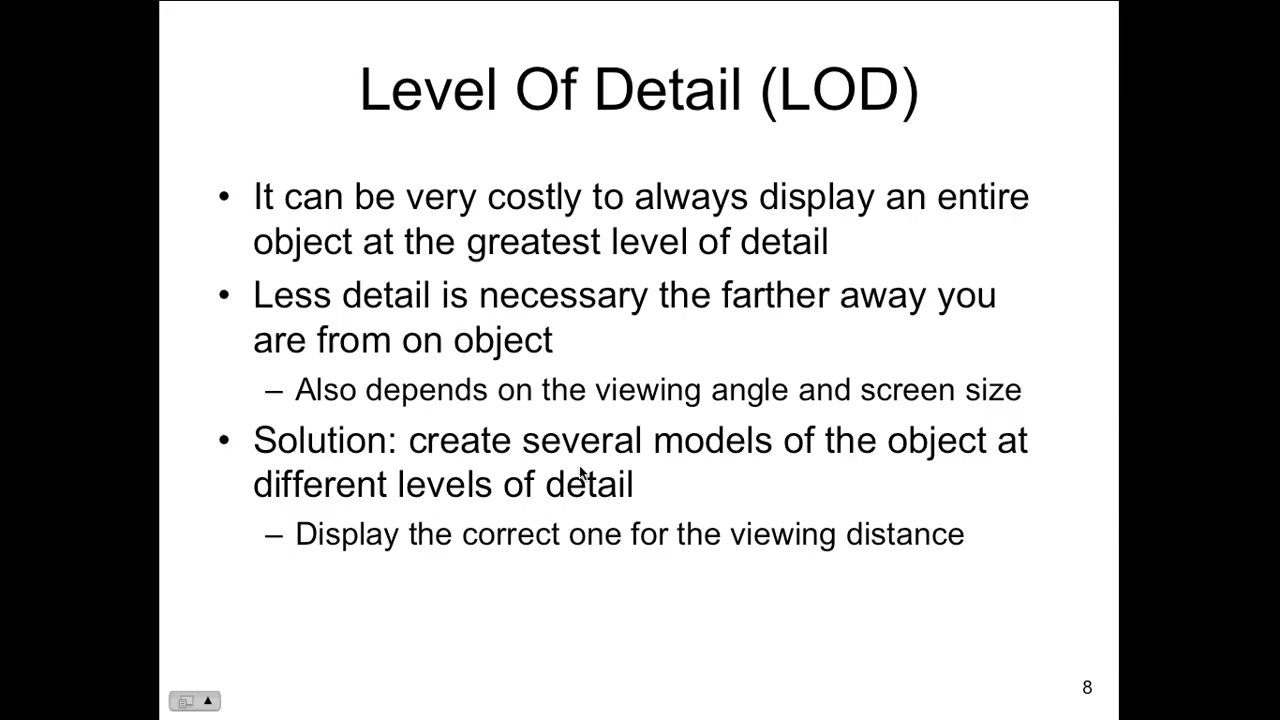 Level Of Detail (LOD)
• It can be very costly to always display an entire
object at the greatest level of detail
• Less detail is necessary the farther away you
are from on object
– Also depends on the viewing angle and screen size
• Solution: create several models of the object at
different levels of detail
– Display the correct one for the viewing distance
8